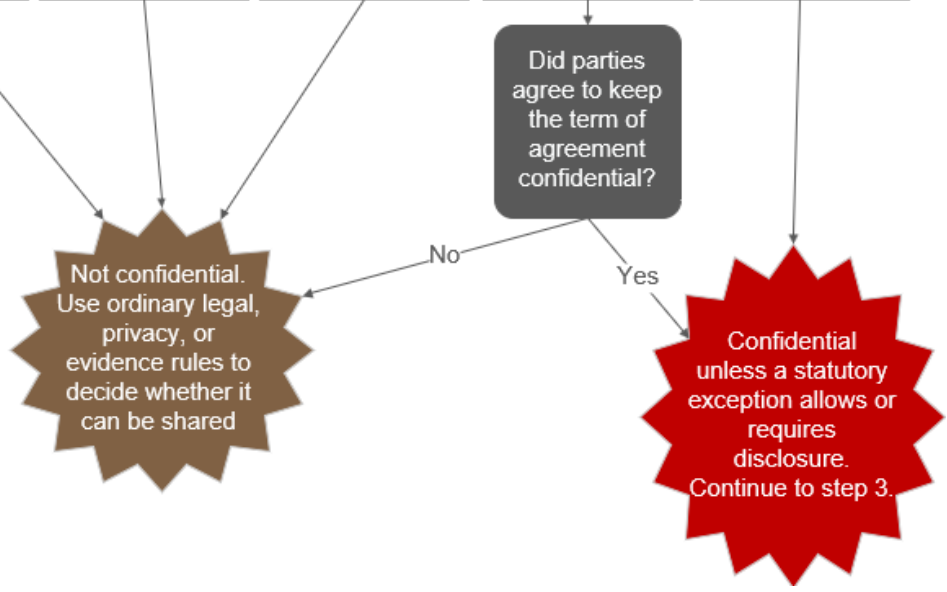 Did parties
agree to keep
the term of
agreement
confidential?
No
Yes
Not confidential.
Use ordinary legal,
privacy, or
evidence rules to
decide whether it
can be shared
Confidential
unless a statutory
exception allows or
requires
disclosure.
Continue to step 3.